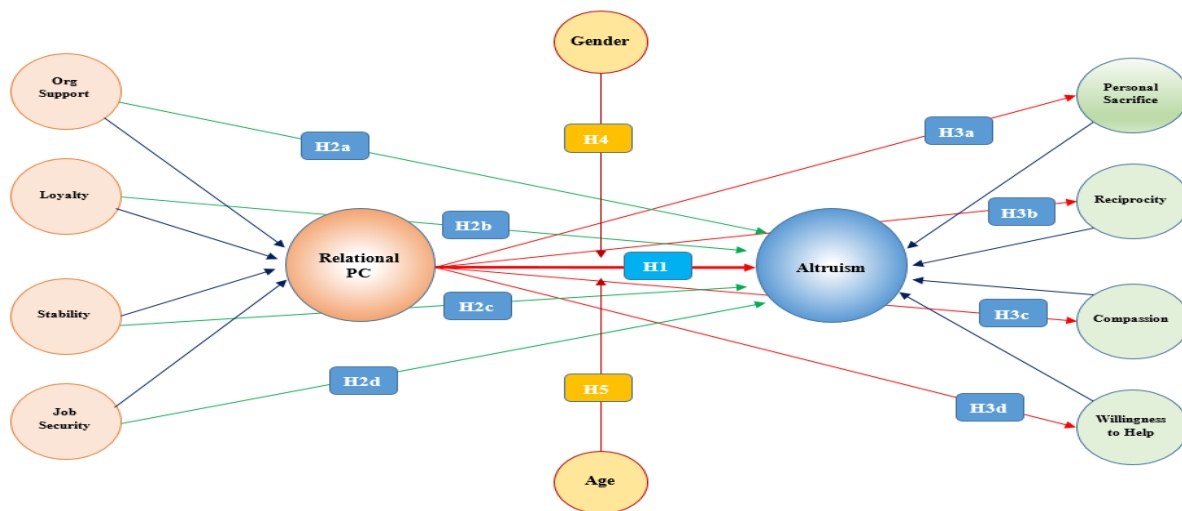 Gender
Org
Support
Personal
Sacrifice
H4
H3a
H2a
Loyalty
Reciprocity
H3b
H2b
Relational
PC
H1
Altruism
Stability
H2c
H3c
Compassion
H2d
H5
H3d
Job
Security
Willingness
to Help
Age